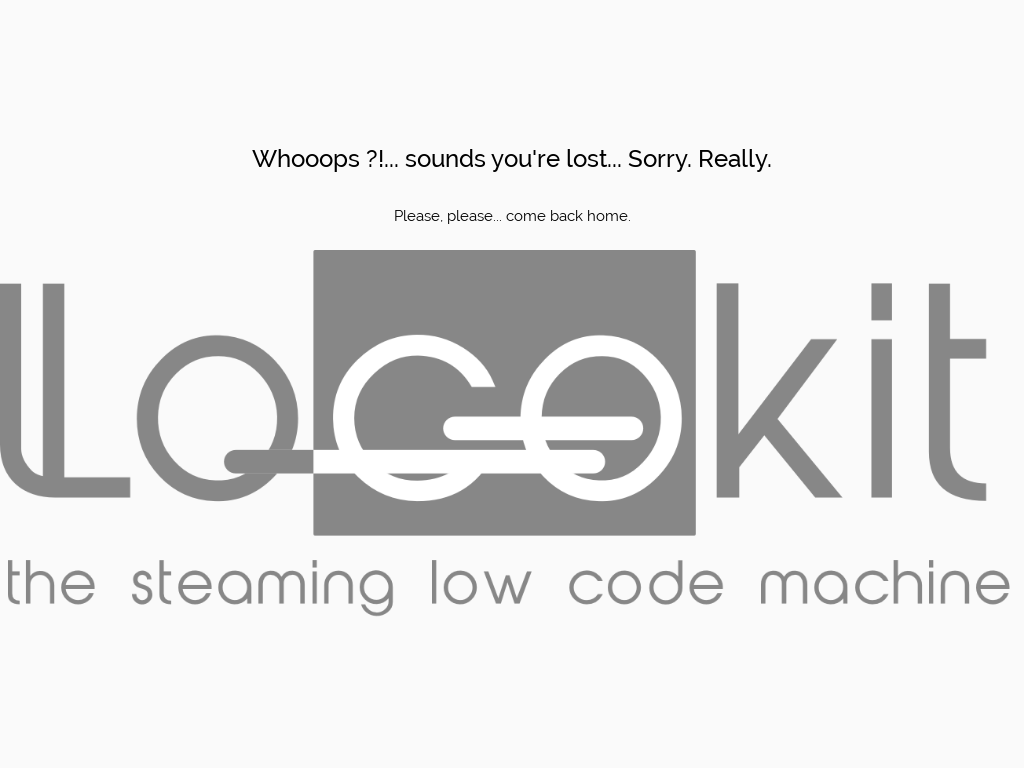 Whooops ?!... sounds you're lost... Sorry. Really.
Please, please... come back home.
Locokit
the steaming low code machine